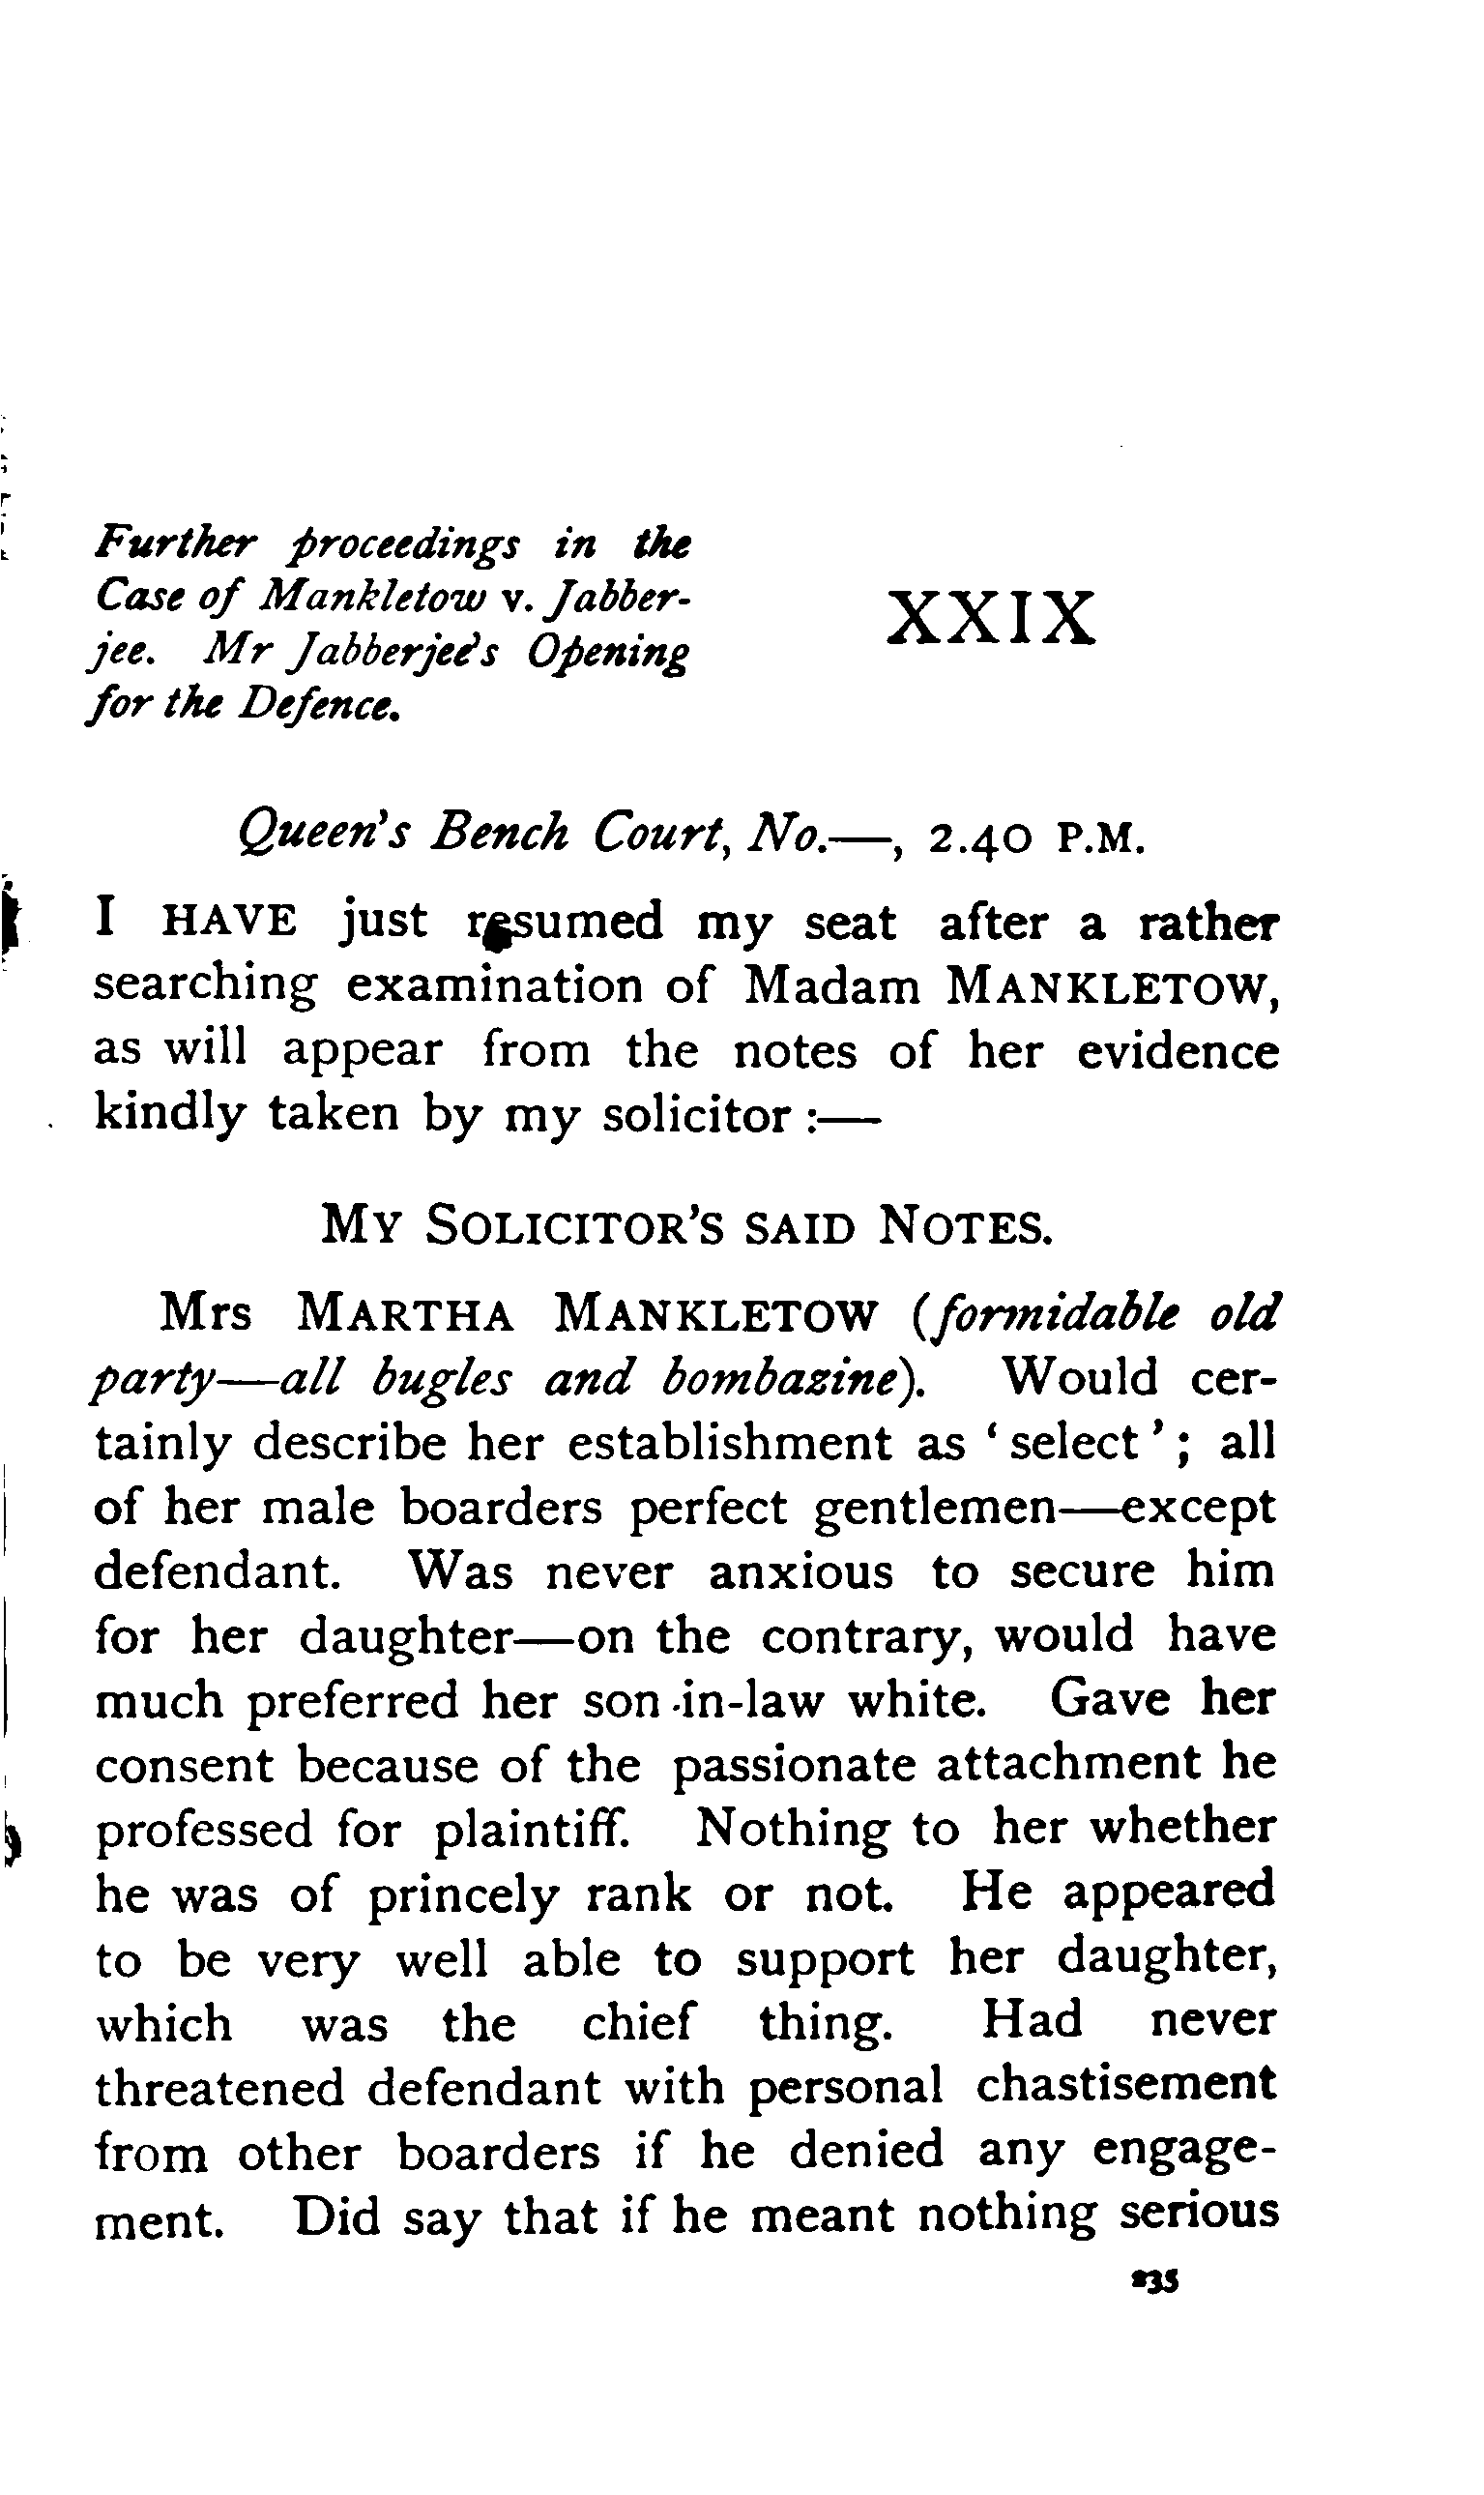 Further proceedings in the
Case of Mankletow v. Jabber-
jee. Mr Jabberjee's Opening
for the Defence.
XXIX
Queen's Bench Court, No.—, 2.40 P.M.
I HAVE just resumed my seat after a rather
searching examination of Madam MANKLETOW,
as will appear from the notes of her evidence
kindly taken by my solicitor :—
MY SOLICITOR'S SAID NOTES.
Mrs MARTHA MANKLETOW (formidable old
party—all bugles and bombazine). Would cer-
tainly describe her establishment as ‘select’; all
of her male boarders perfect gentlemen—except
defendant. Was never anxious to secure him
for her daughter—on the contrary, would have
much preferred her son-in-law white. Gave her
consent because of the passionate attachment he
professed for plaintiff. Nothing to her whether
he was of princely rank or not. He appeared
to be very well able to support her daughter,
which was the chief thing. Had never
threatened defendant with personal chastisement
from other boarders if he denied any engage-
ment. Did say that if he meant nothing serious
235